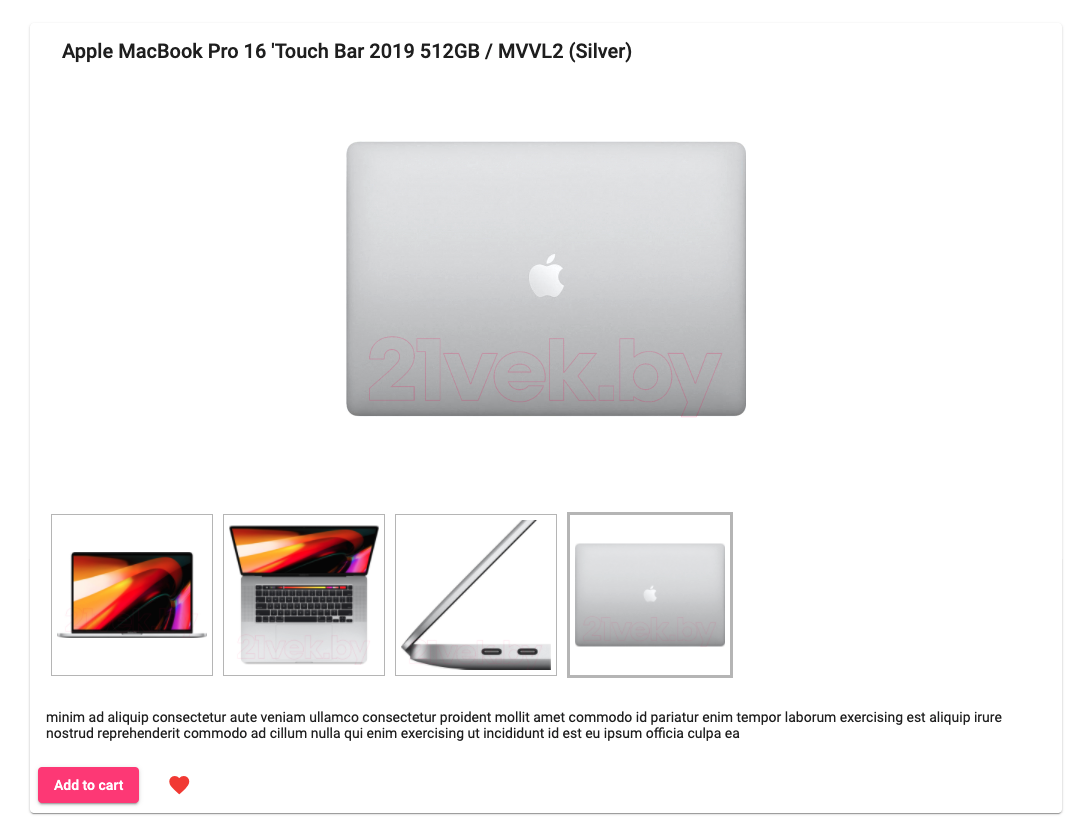 Apple MacBook Pro 16 'Touch Bar 2019 512GB / MVVL2 (Silver)
21vek.by
21vek.by
minim ad aliquip consectetur aute veniam ullamco consectetur proident mollit amet commodo id pariatur enim tempor laborum exercising est aliquip irure
nostrud reprehenderit commodo ad cillum nulla qui enim exercising ut incididunt id est eu ipsum officia culpa ea
Add to cart